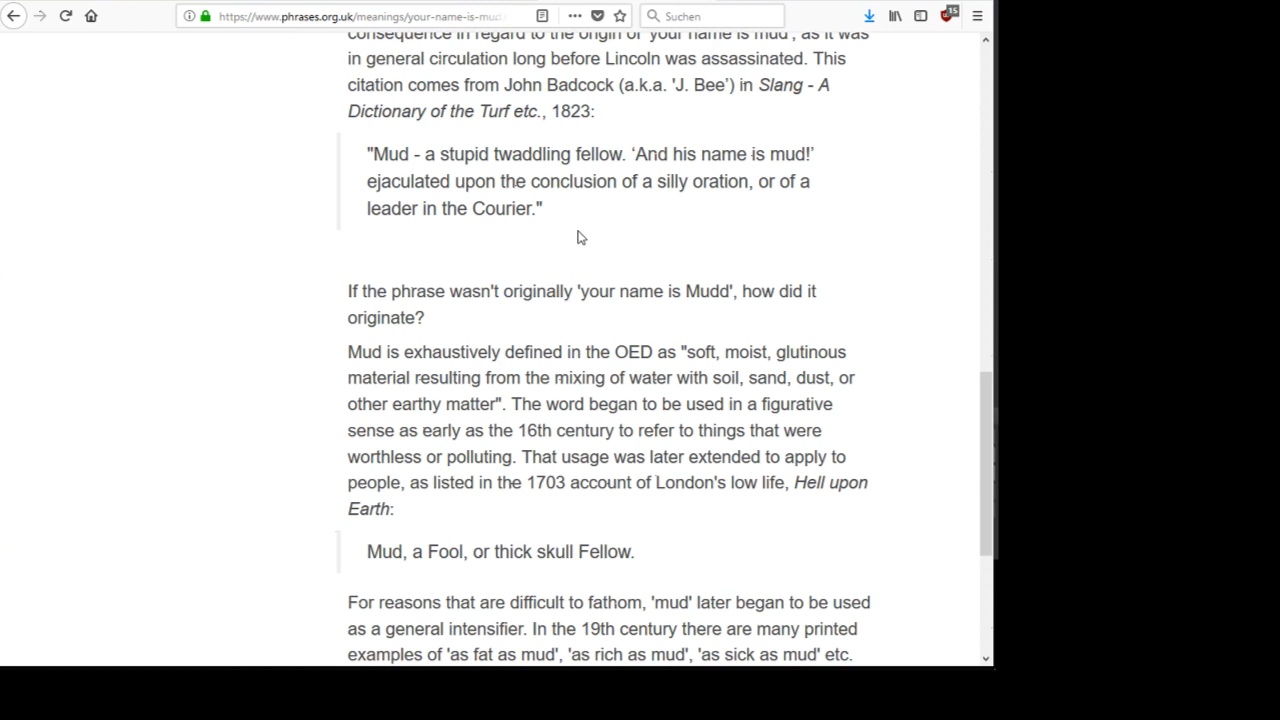 https://www.phrases.org.uk/meanings/your-name-is-mud
Suchen
15
consequence in regard to the origin of 'your name is mud', as it was
in general circulation long before Lincoln was assassinated. This
citation comes from John Badcock (a.k.a. 'J. Bee’) in Slang - A
Dictionary of the Turf etc., 1823:
"Mud - a stupid twaddling fellow. ‘And his name is mud!’
ejaculated upon the conclusion of a silly oration, or of a
leader in the Courier."
If the phrase wasn't originally 'your name is Mudd', how did it
originate?
Mud is exhaustively defined in the OED as "soft, moist, glutinous
material resulting from the mixing of water with soil, sand, dust, or
other earthy matter". The word began to be used in a figurative
sense as early as the 16th century to refer to things that were
worthless or polluting. That usage was later extended to apply to
people, as listed in the 1703 account of London's low life, Hell upon
Earth:
Mud, a Fool, or thick skull Fellow.
For reasons that are difficult to fathom, 'mud' later began to be used
as a general intensifier. In the 19th century there are many printed
examples of 'as fat as mud', 'as rich as mud', 'as sick as mud' etc.